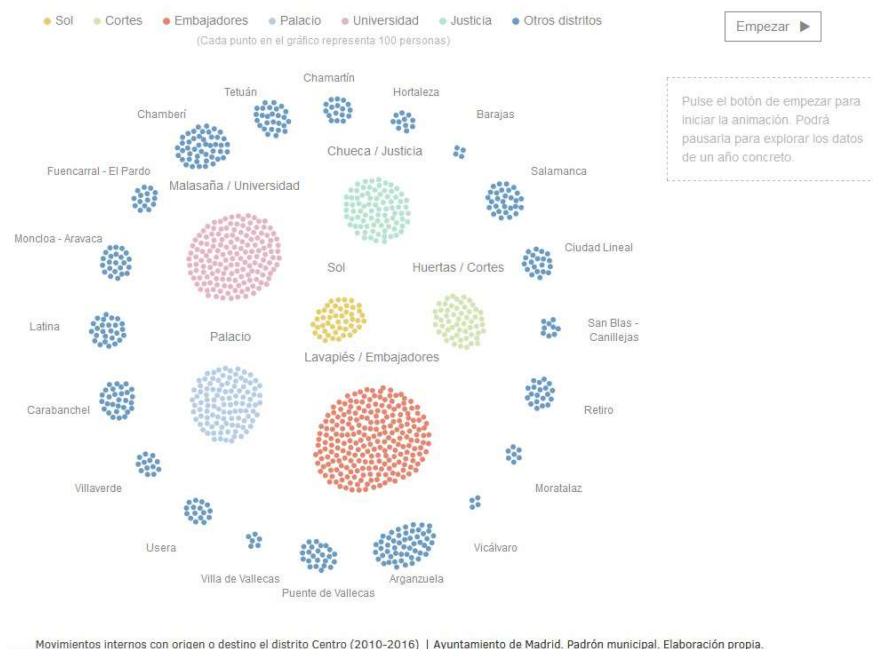 Sol Cortes Embajadores Palacio Universidad Justicia Otros distritos
(Cada punto en el gráfico representa 100 personas)
Empezar
Pulse el botón de empezar para
iniciar la animación. Podrá
pausarla para explorar los datos
de un año concreto.
Chamartín
Tetuán
Hortaleza
Chamberí
Barajas
Chueca / Justicia
Fuencarral - El Pardo
Salamanca
Malasaña / Universidad
Moncloa - Aravaca
Ciudad Lineal
Sol
Huertas / Cortes
Latina
San Blas -
Canillejas
Palacio
Lavapiés / Embajadores
Carabanchel
Retiro
Villaverde
Moratalaz
Usera
Vicálvaro
Villa de Vallecas
Arganzuela
Puente de Vallecas
Movimientos internos con origen o destino el distrito Centro (2010-2016) | Ayuntamiento de Madrid. Padrón municipal. Elaboración propia.